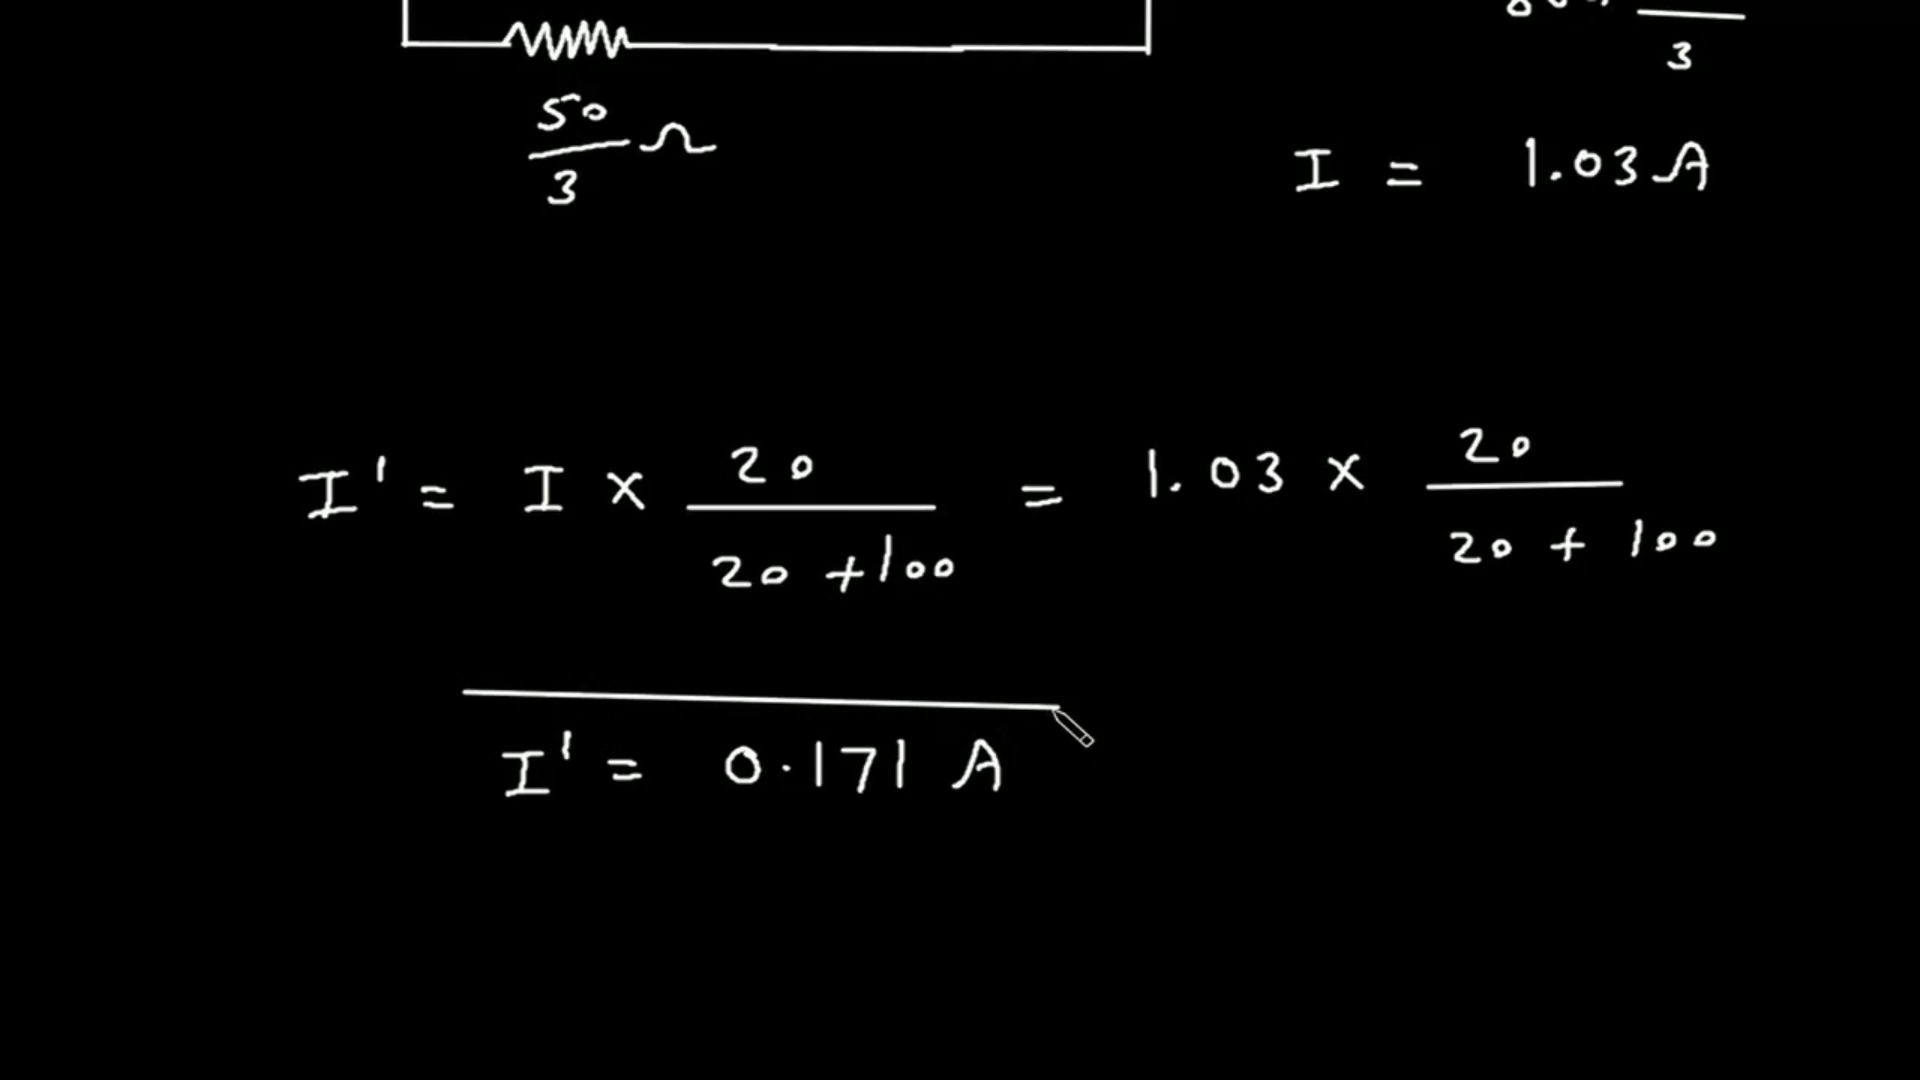 3
50/3 Ω
I = 1.03 A
I' = I × 20/(20 + 100) = 1.03 × 20/(20 + 100)
I' = 0.171 A